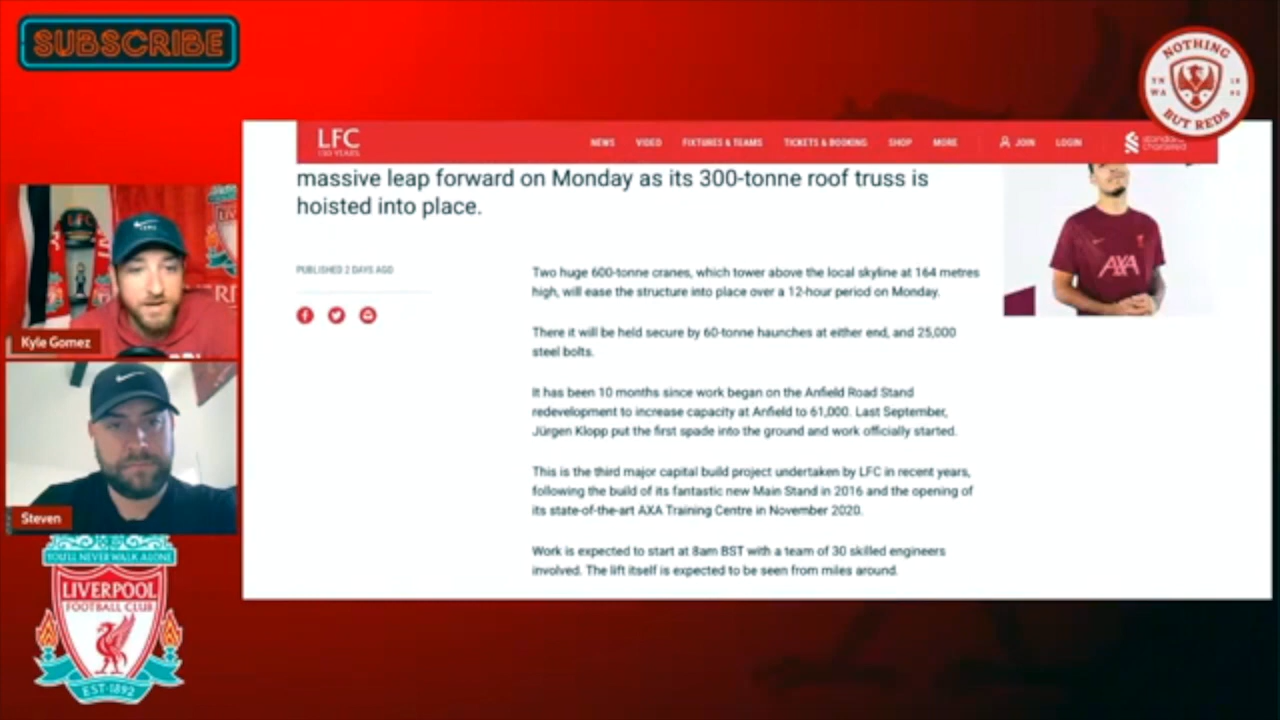 SUBSCRIBE
NOTHING
YN IR
WA 92
BUT REDS
LFC
130 YEARS
NEWS VIDEO FIXTURES & TEAMS TICKETS & BOOKING SHOP MORE JOIN LOGIN
standard
chartered
massive leap forward on Monday as its 300-tonne roof truss is
hoisted into place.
PUBLISHED 2 DAYS AGO
Two huge 600-tonne cranes, which tower above the local skyline at 164 metres
high, will ease the structure into place over a 12-hour period on Monday.
There it will be held secure by 60-tonne haunches at either end, and 25,000
steel bolts.
It has been 10 months since work began on the Anfield Road Stand
redevelopment to increase capacity at Anfield to 61,000. Last September,
Jürgen Klopp put the first spade into the ground and work officially started.
This is the third major capital build project undertaken by LFC in recent years,
following the build of its fantastic new Main Stand in 2016 and the opening of
its state-of-the-art AXA Training Centre in November 2020.
Work is expected to start at 8am BST with a team of 30 skilled engineers
involved. The lift itself is expected to be seen from miles around.
AXA
LFC
Kyle Gomez
Steven
YOU'LL NEVER WALK ALONE
LIVERPOOL
FOOTBALL CLUB
EST·1892